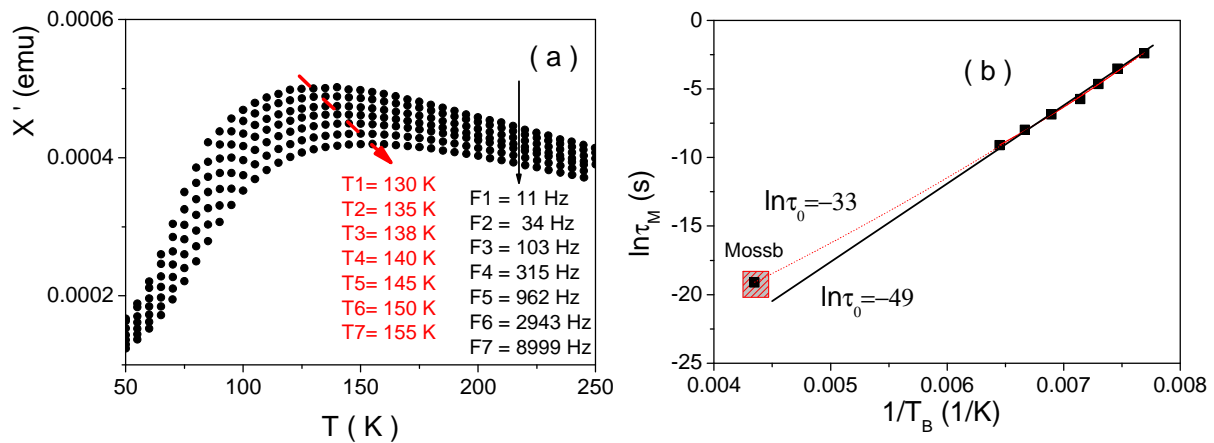 0.0006
0.0004
0.0002
X ' (emu)
( a )
T1= 130 K
T2= 135 K
T3= 138 K
T4= 140 K
T5= 145 K
T6= 150 K
T7= 155 K
F1 = 11 Hz
F2 = 34 Hz
F3 = 103 Hz
F4 = 315 Hz
F5 = 962 Hz
F6 = 2943 Hz
F7 = 8999 Hz
50 100 150 200 250
T ( K )
0
-5
-10
-15
-20
-25
lnτM (s)
( b )
lnτ0=−33
Mossb
lnτ0=−49
0.004 0.005 0.006 0.007 0.008
1/TB (1/K)